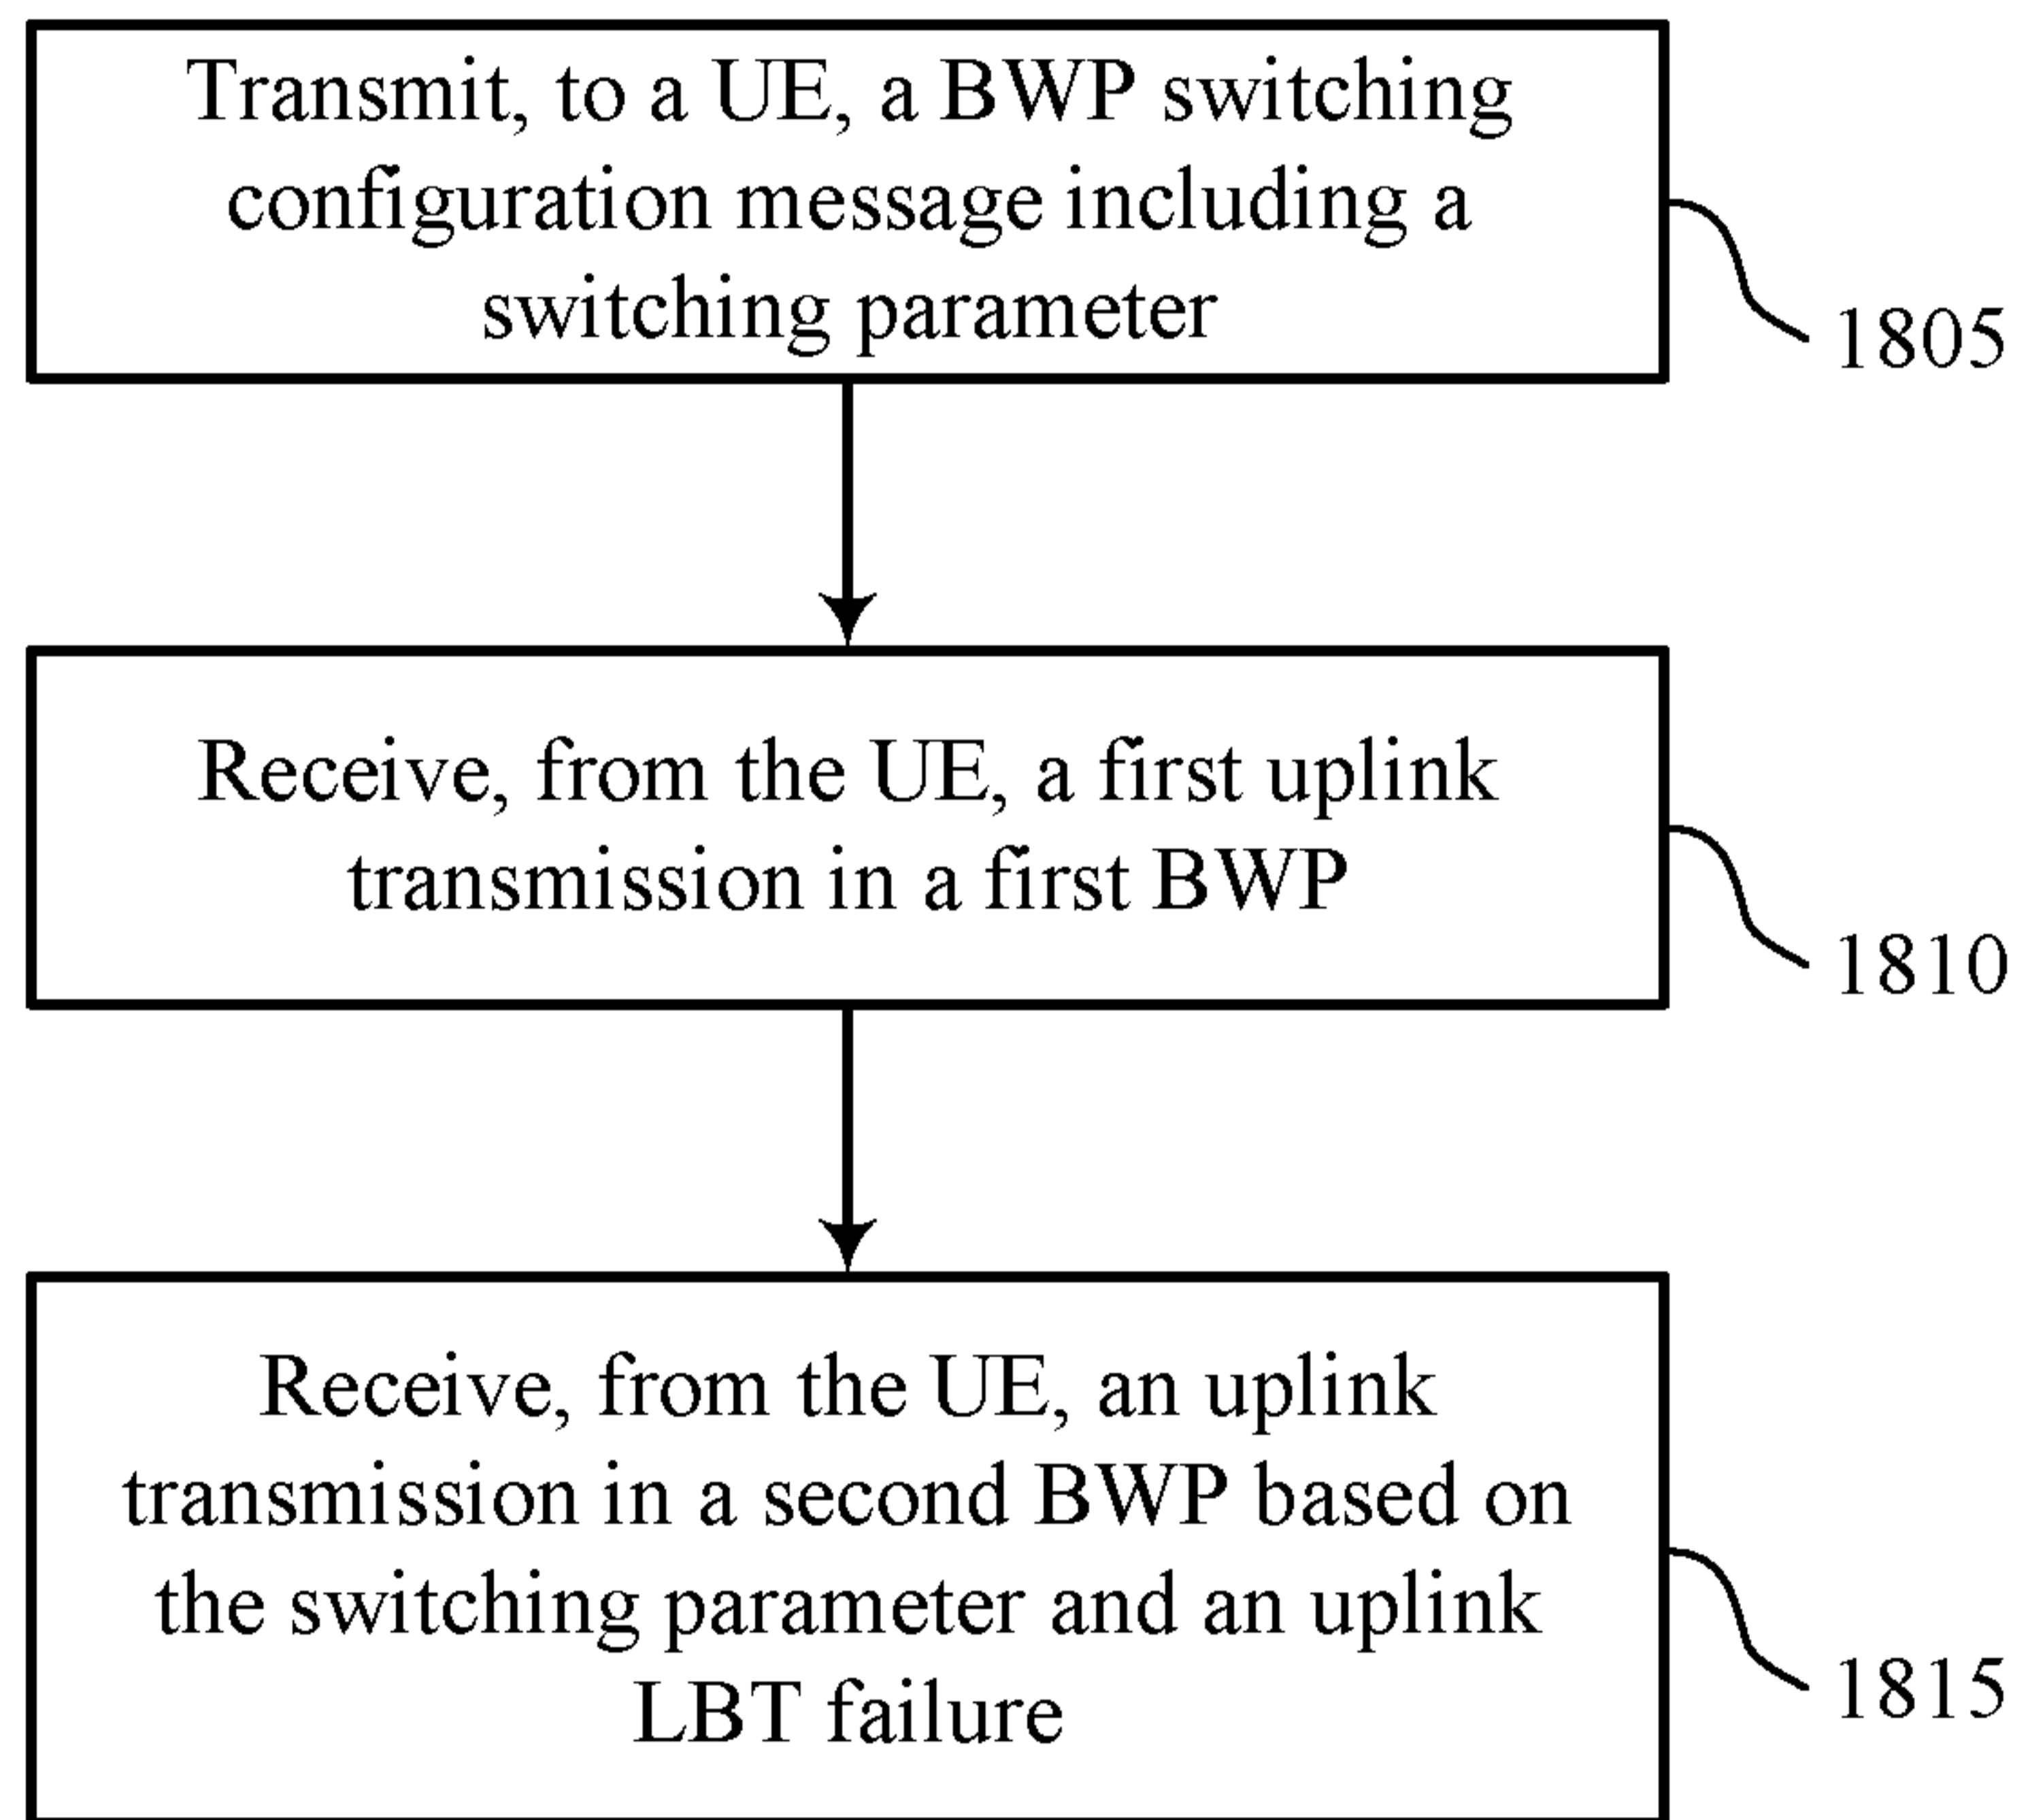 Transmit, to a UE, a BWP switching
configuration message including a
switching parameter
1805
Receive, from the UE, a first uplink
transmission in a first BWP
1810
Receive, from the UE, an uplink
transmission in a second BWP based on
the switching parameter and an uplink
LBT failure
1815